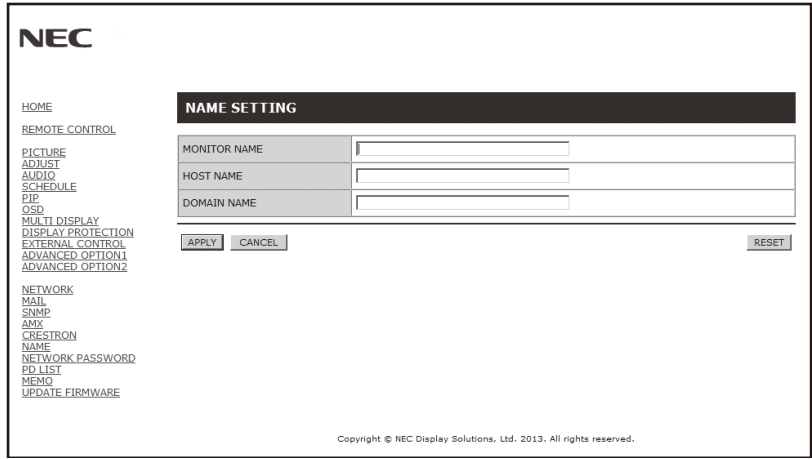 NEC
HOME
REMOTE CONTROL
PICTURE
ADJUST
AUDIO
SCHEDULE
PIP
OSD
MULTI DISPLAY
DISPLAY PROTECTION
EXTERNAL CONTROL
ADVANCED OPTION1
ADVANCED OPTION2
NETWORK
MAIL
SNMP
AMX
CRESTRON
NAME
NETWORK PASSWORD
PD LIST
MEMO
UPDATE FIRMWARE
NAME SETTING
MONITOR NAME
HOST NAME
DOMAIN NAME
APPLY CANCEL RESET
Copyright © NEC Display Solutions, Ltd. 2013. All rights reserved.